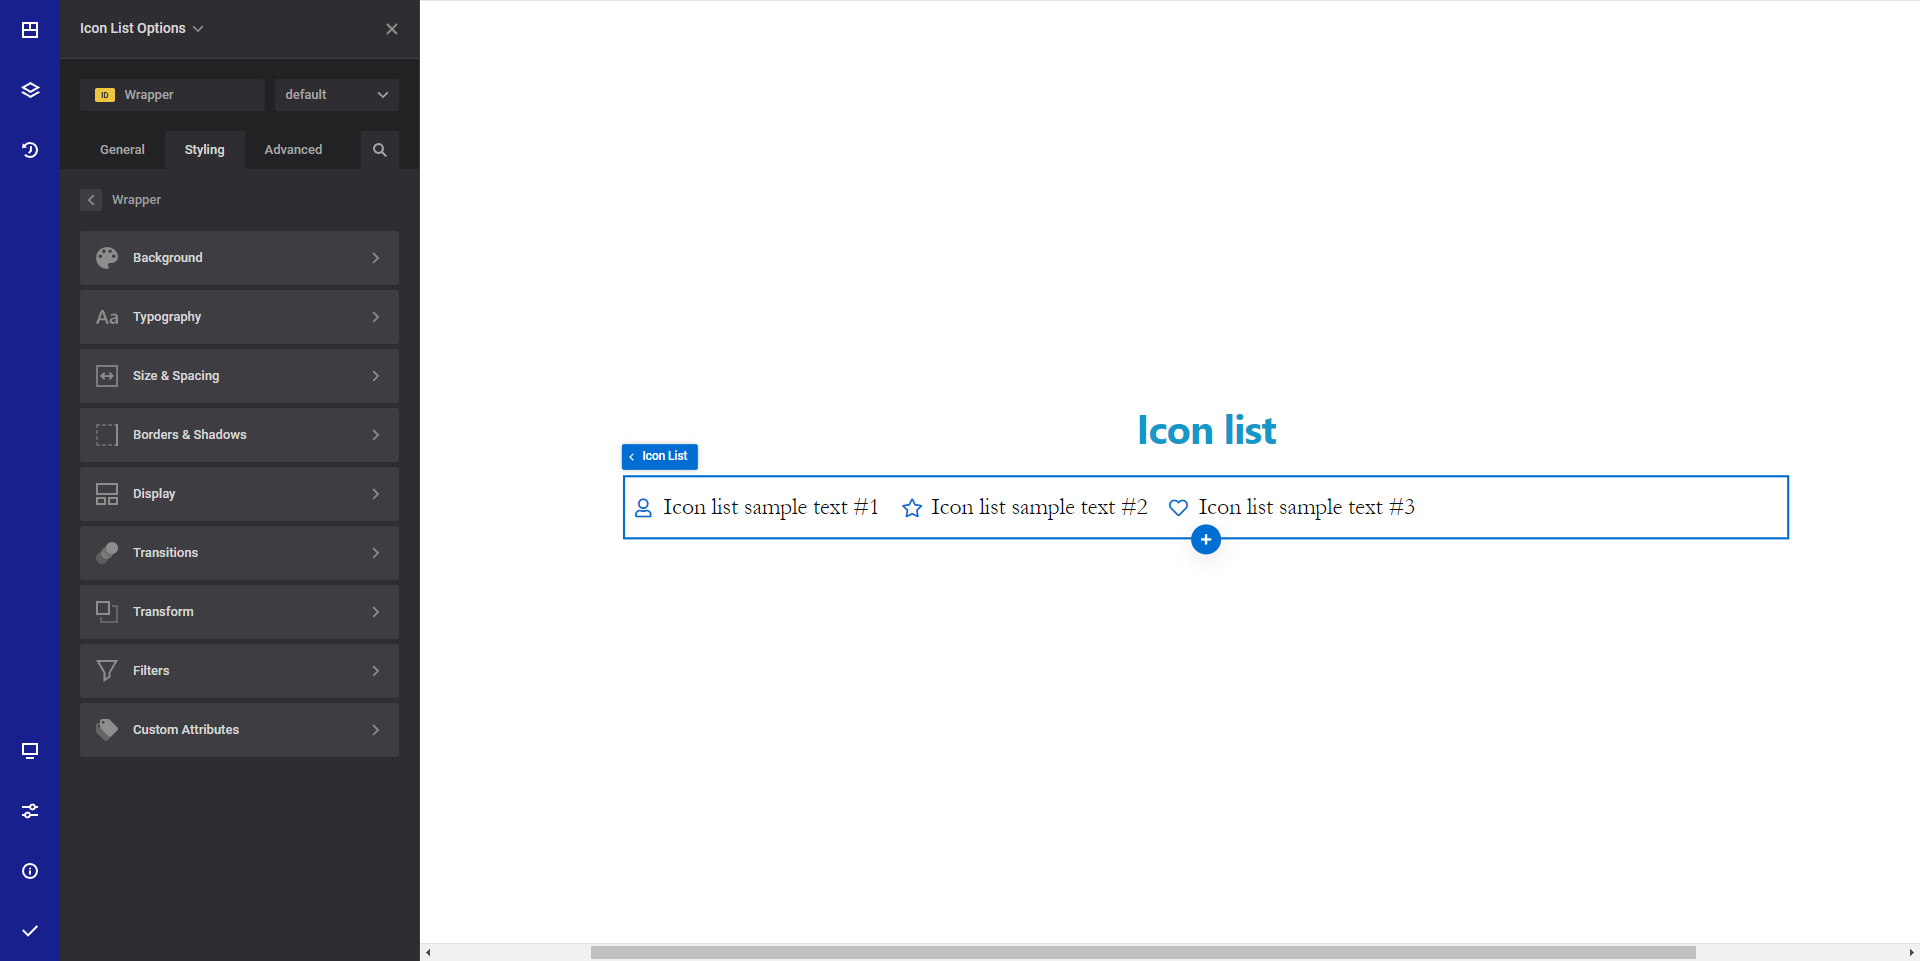 Icon List Options
ID Wrapper default
General Styling Advanced
Wrapper
Background
Aa Typography
Size & Spacing
Borders & Shadows
Display
Transitions
Transform
Filters
Custom Attributes
Icon list
Icon List
Icon list sample text #1 Icon list sample text #2 Icon list sample text #3